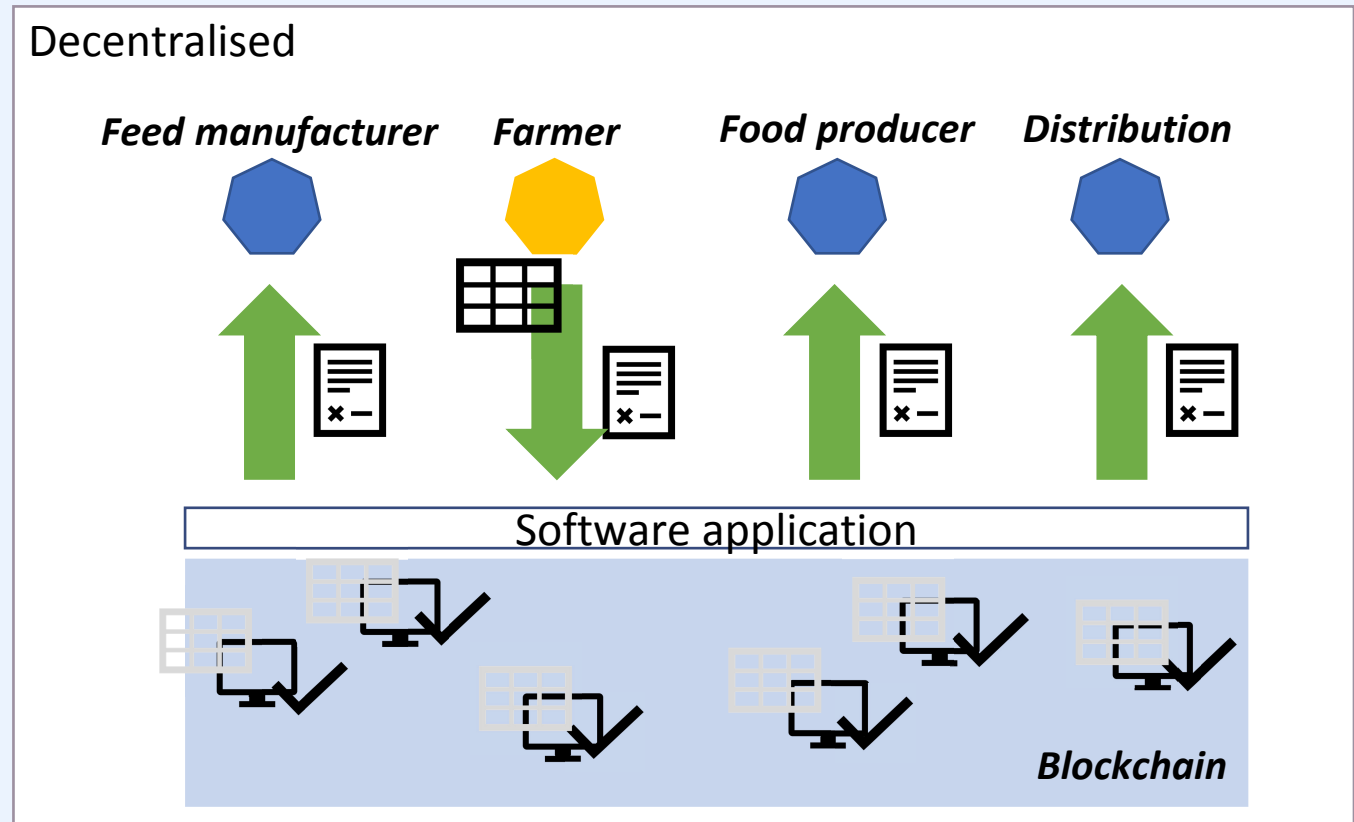 Decentralised
Feed manufacturer Farmer Food producer Distribution
Software application
Blockchain